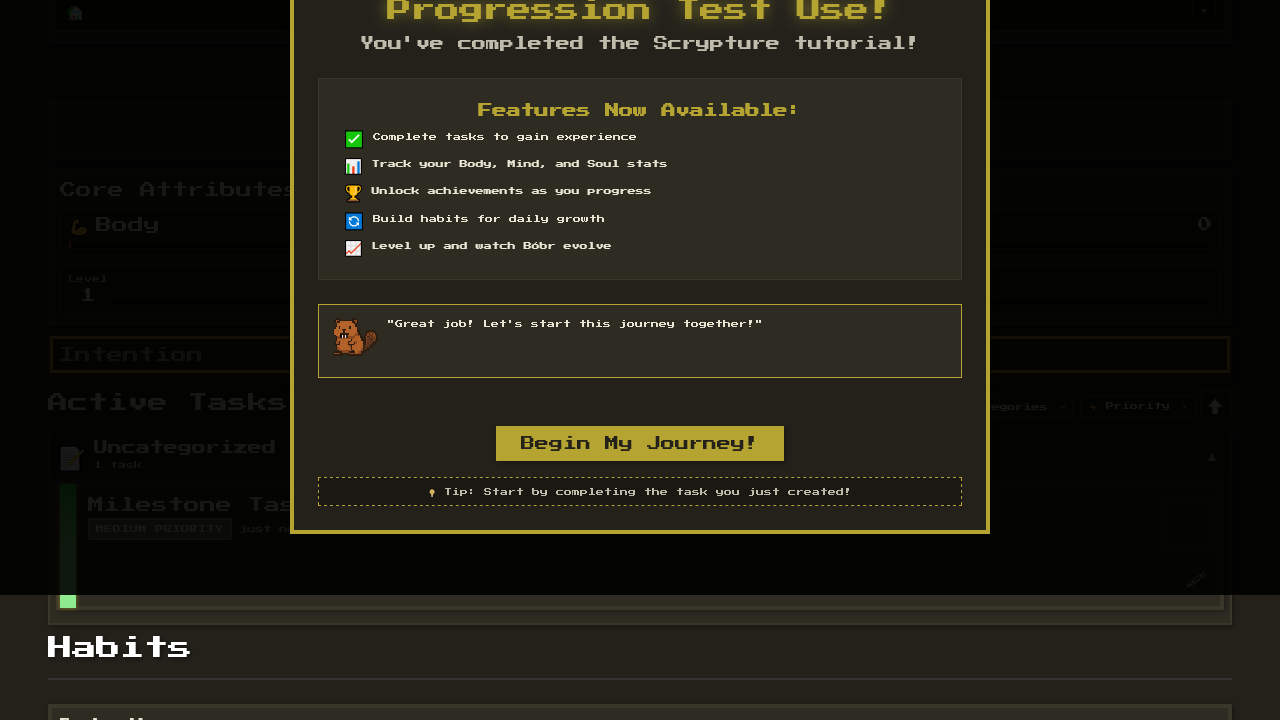 Progression Test Use!
You've completed the Scrypture tutorial!
Features Now Available:
Complete tasks to gain experience
Track your Body, Mind, and Soul stats
Unlock achievements as you progress
Build habits for daily growth
Level up and watch Bóbr evolve
"Great job! Let's start this journey together!"
Begin My Journey!
Tip: Start by completing the task you just created!
Core Attributes
Body
0
Level
1
Intention
Active Tasks
Priority
Uncategorized
1 task
Milestone
MEDIUM PRIORITY just
Habits